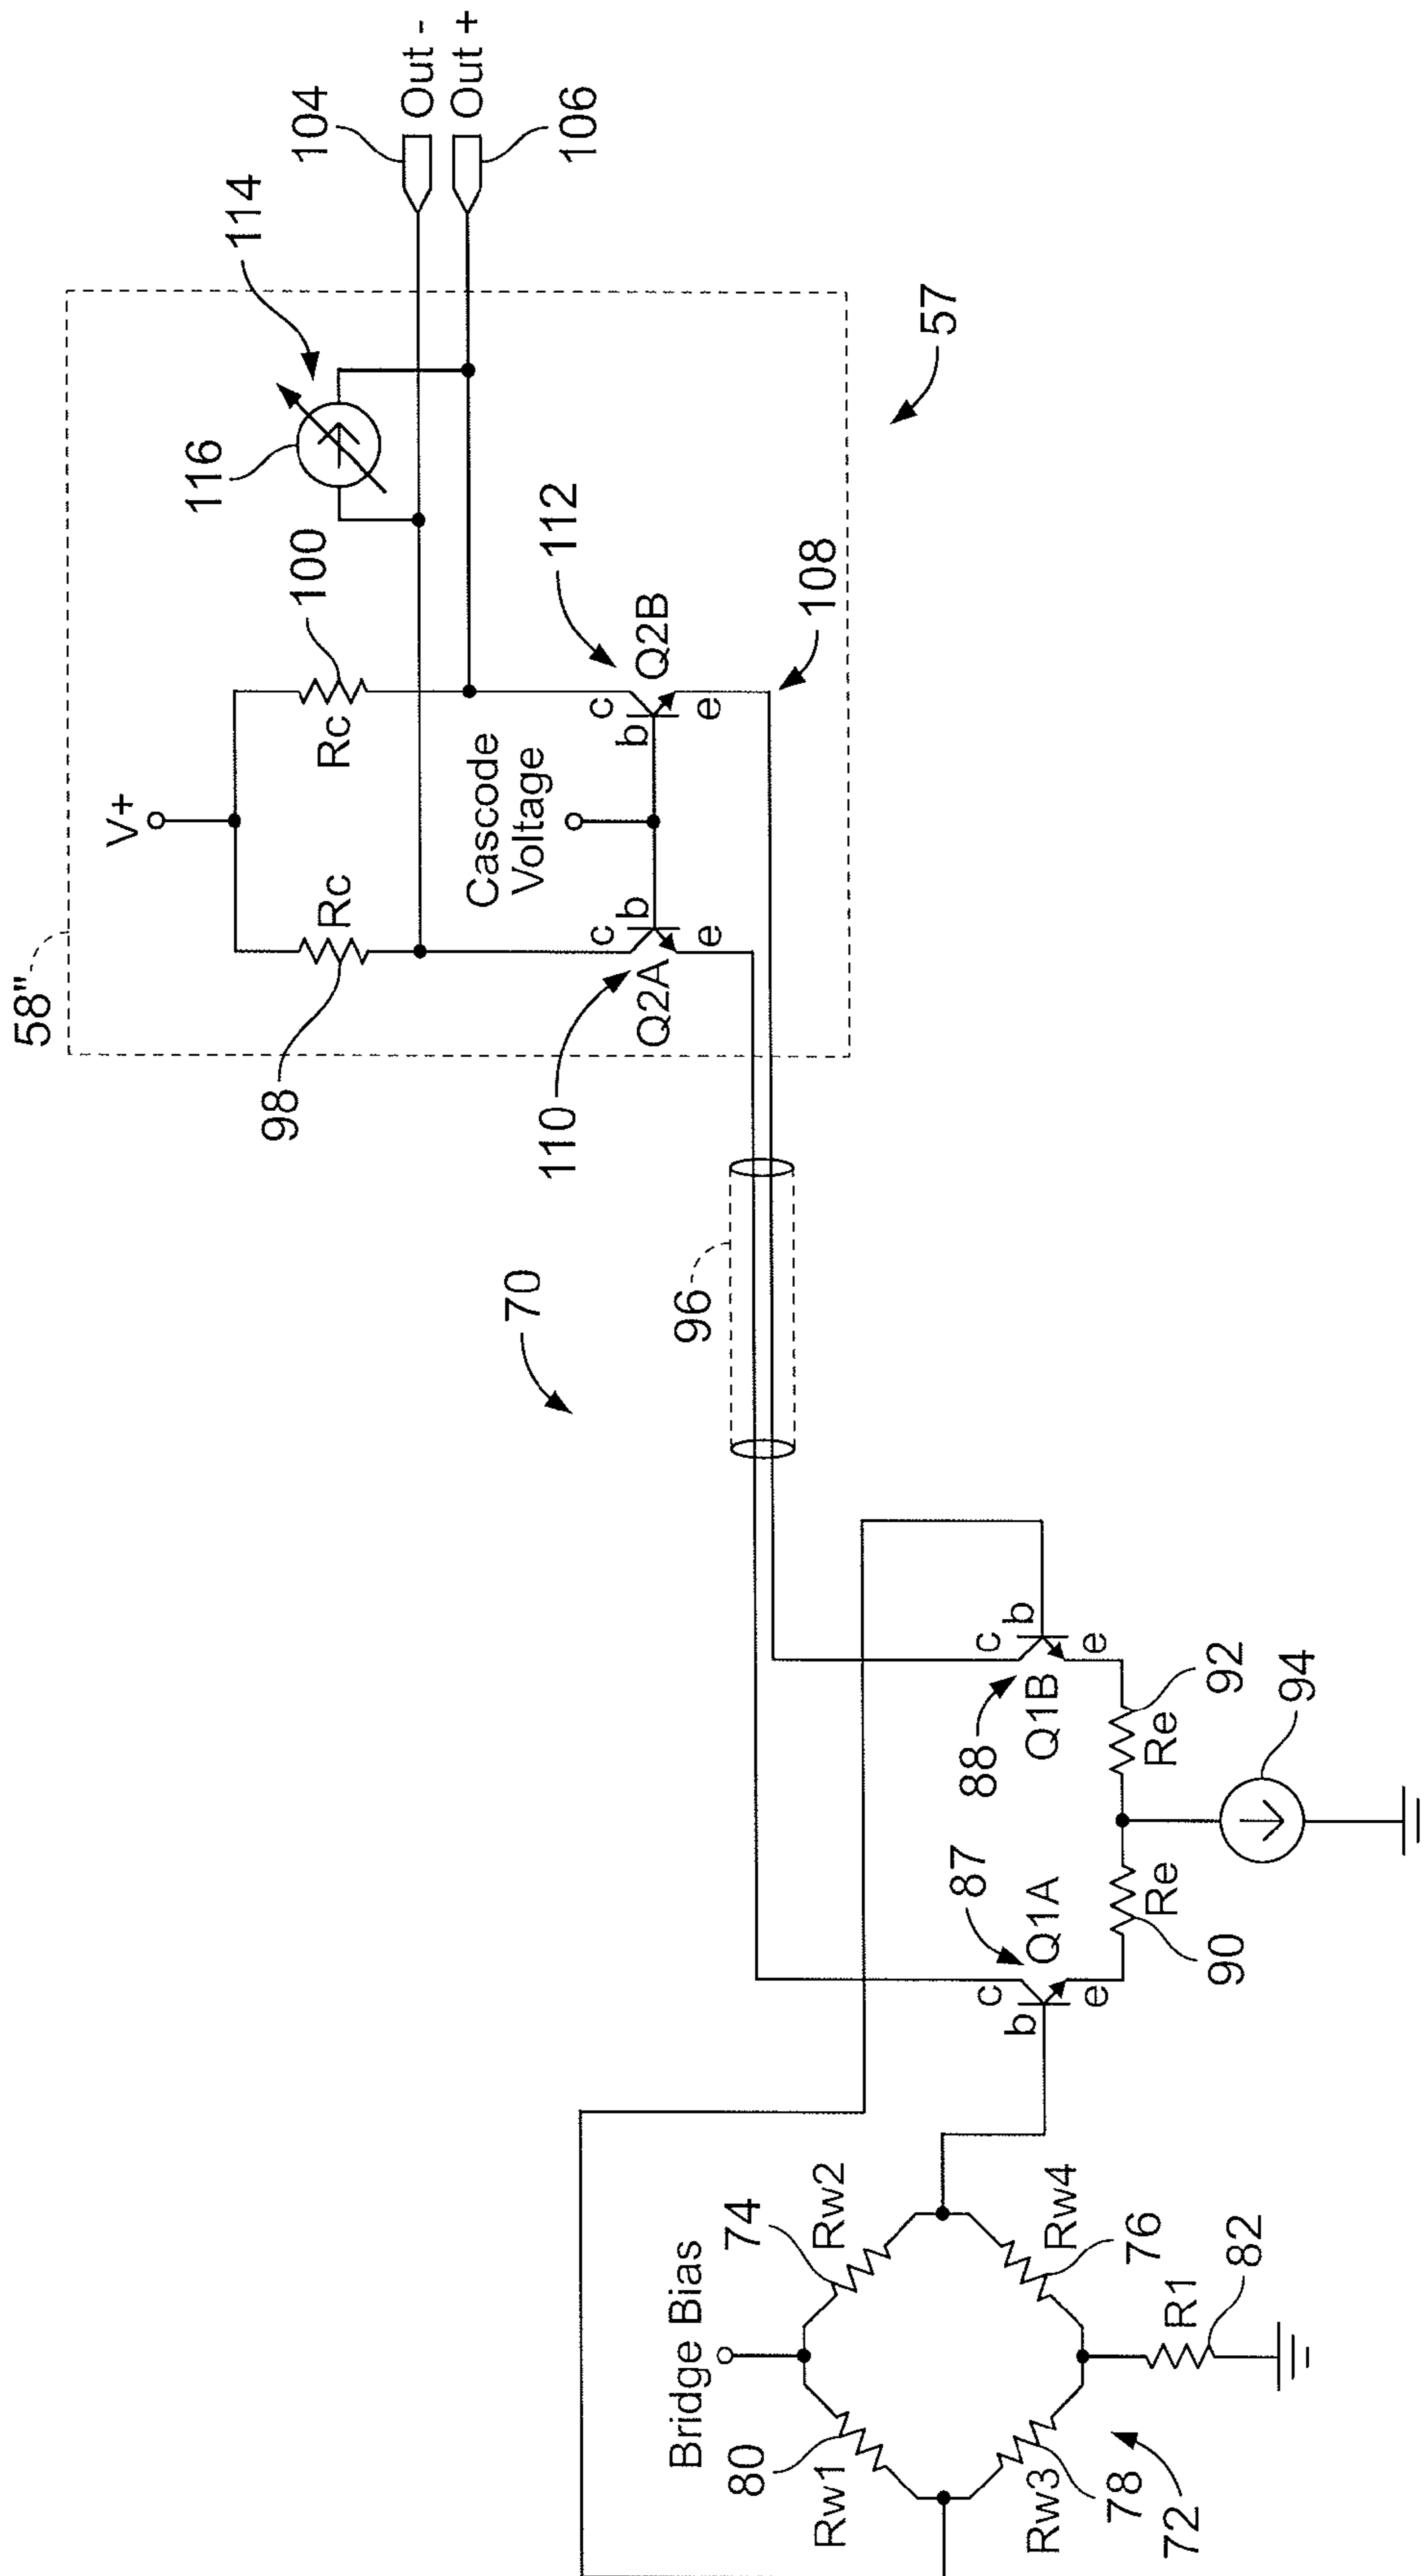 58"
V+
98
Rc
Rc
100
116
114
104
Out -
Out +
106
Cascode
Voltage
c
b
e
Q2A
110
c
b
e
Q2B
112
108
57
70
96
Bridge Bias
80
Rw1
74
Rw2
Rw3
78
72
Rw4
76
R1
82
c
b
e
87
Q1A
c
b
e
88
Q1B
Re
90
Re
92
94